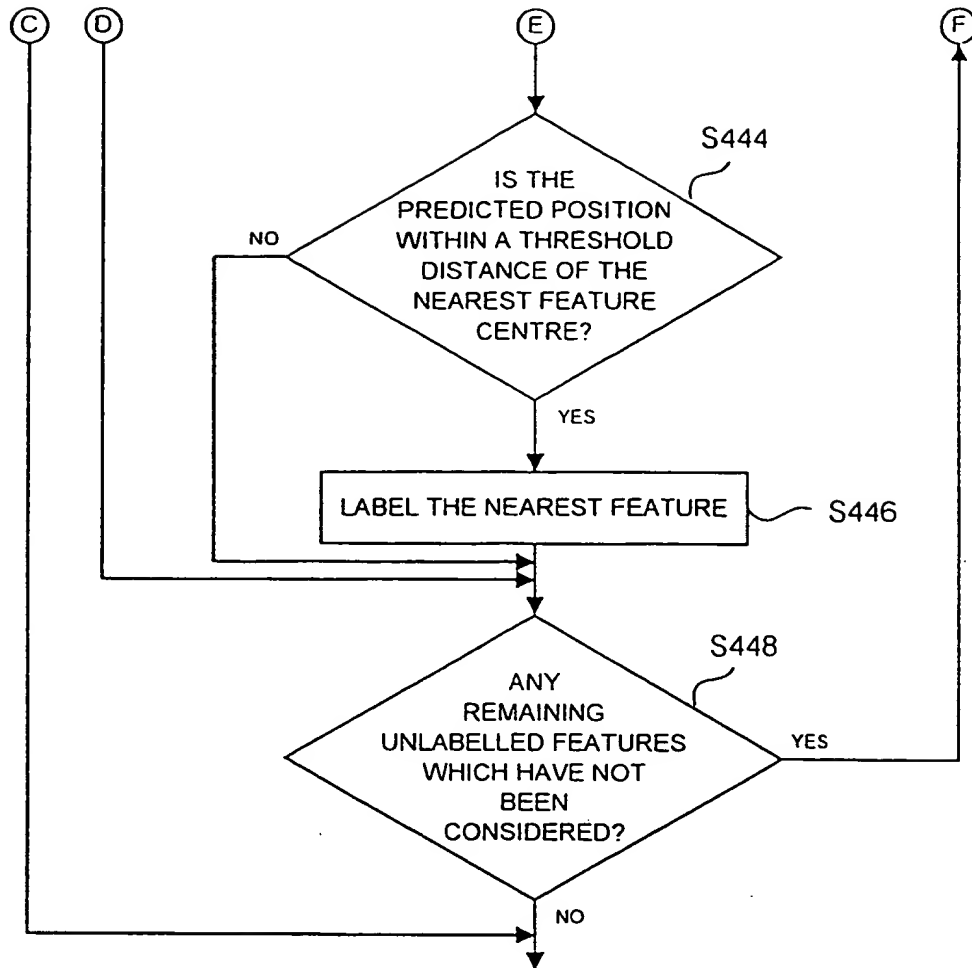 C D E F
S444
IS THE
PREDICTED POSITION
WITHIN A THRESHOLD
DISTANCE OF THE
NEAREST FEATURE
CENTRE?
NO
YES
LABEL THE NEAREST FEATURE
S446
S448
ANY
REMAINING
UNLABELLED FEATURES
WHICH HAVE NOT
BEEN
CONSIDERED?
YES
NO